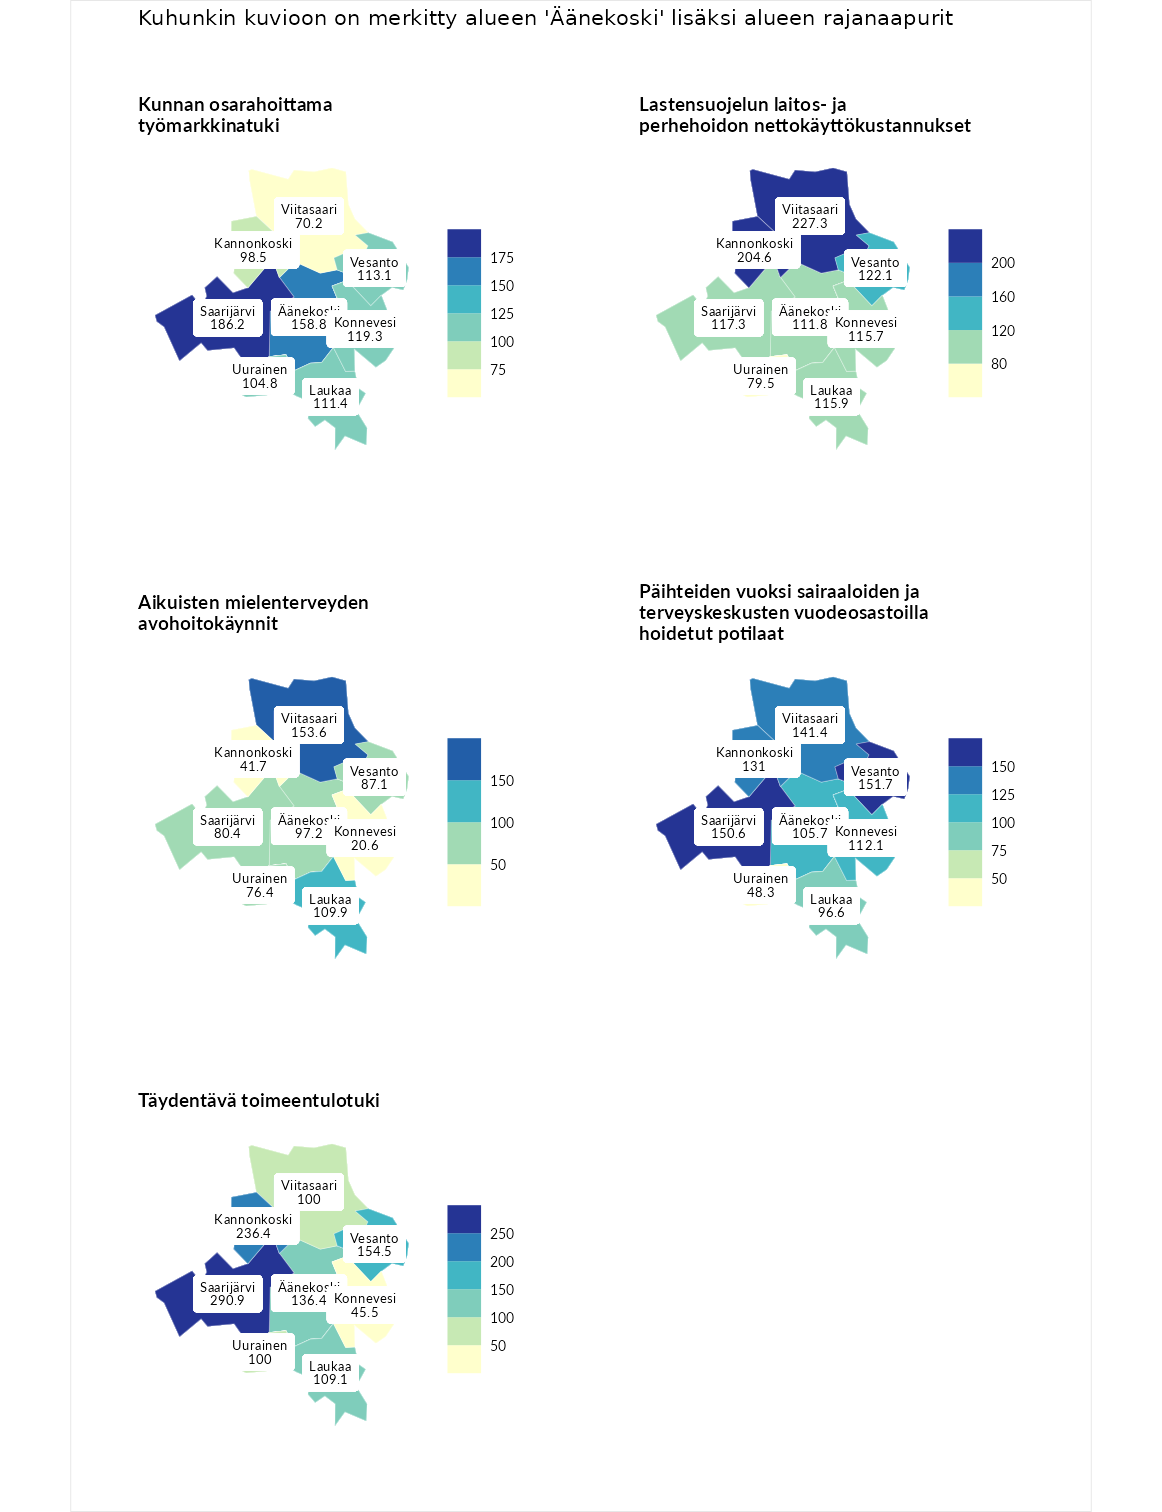 Kuhunkin kuvioon on merkitty alueen 'Äänekoski' lisäksi alueen rajanaapurit
Kunnan osarahoittama
työmarkkinatuki
Viitasaari
70.2
Kannonkoski
98.5
Vesanto
113.1
Saarijärvi
186.2
Äänekoski
158.8
Konnevesi
119.3
Uurainen
104.8
Laukaa
111.4
175
150
125
100
75
Lastensuojelun laitos- ja
perhehoidon nettokäyttökustannukset
Viitasaari
227.3
Kannonkoski
204.6
Vesanto
122.1
Saarijärvi
117.3
Äänekoski
111.8
Konnevesi
115.7
Uurainen
79.5
Laukaa
115.9
200
160
120
80
Aikuisten mielenterveyden
avohoitokäynnit
Viitasaari
153.6
Kannonkoski
41.7
Vesanto
87.1
Saarijärvi
80.4
Äänekoski
97.2
Konnevesi
20.6
Uurainen
76.4
Laukaa
109.9
150
100
50
Päihteiden vuoksi sairaaloiden ja
terveyskeskusten vuodeosastoilla
hoidetut potilaat
Viitasaari
141.4
Kannonkoski
131
Vesanto
151.7
Saarijärvi
150.6
Äänekoski
105.7
Konnevesi
112.1
Uurainen
48.3
Laukaa
96.6
150
125
100
75
50
Täydentävä toimeentulotuki
Viitasaari
100
Kannonkoski
236.4
Vesanto
154.5
Saarijärvi
290.9
Äänekoski
136.4
Konnevesi
45.5
Uurainen
100
Laukaa
109.1
250
200
150
100
50